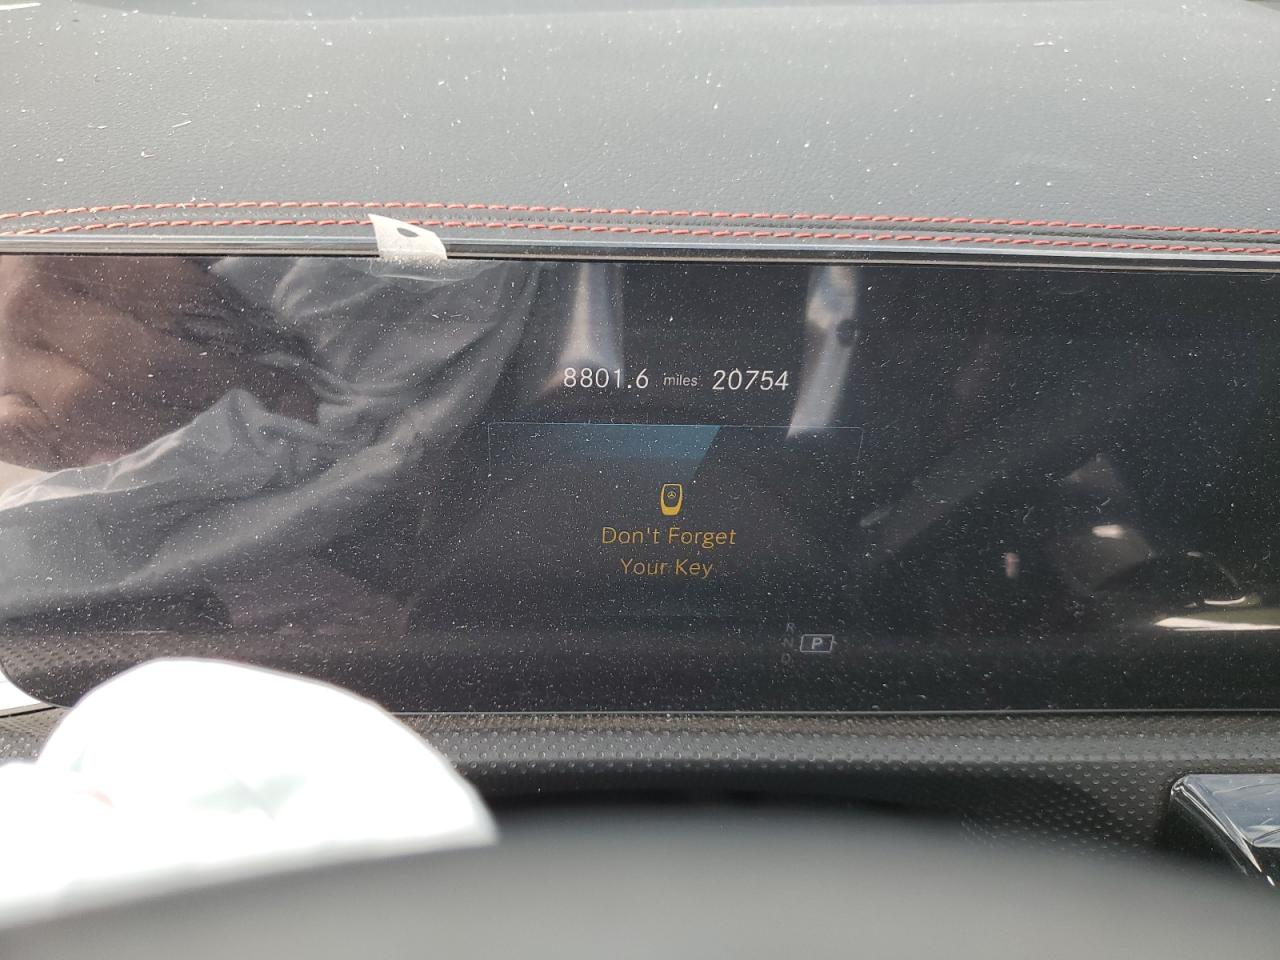 8801.6 miles 20754
Don't Forget
Your Key
R
N P
D